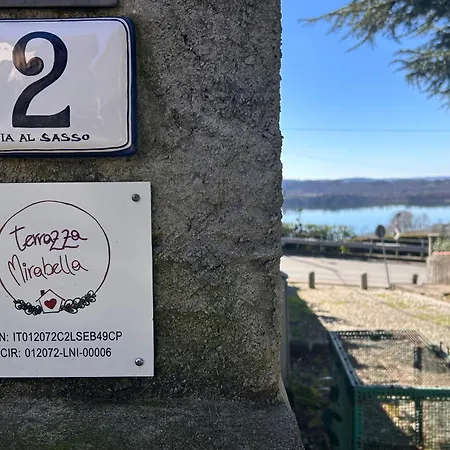 2
IA AL SASSO
terrazza
Mirabella
N: IT012072C2LSEB49CP
CIR: 012072-LNI-00006